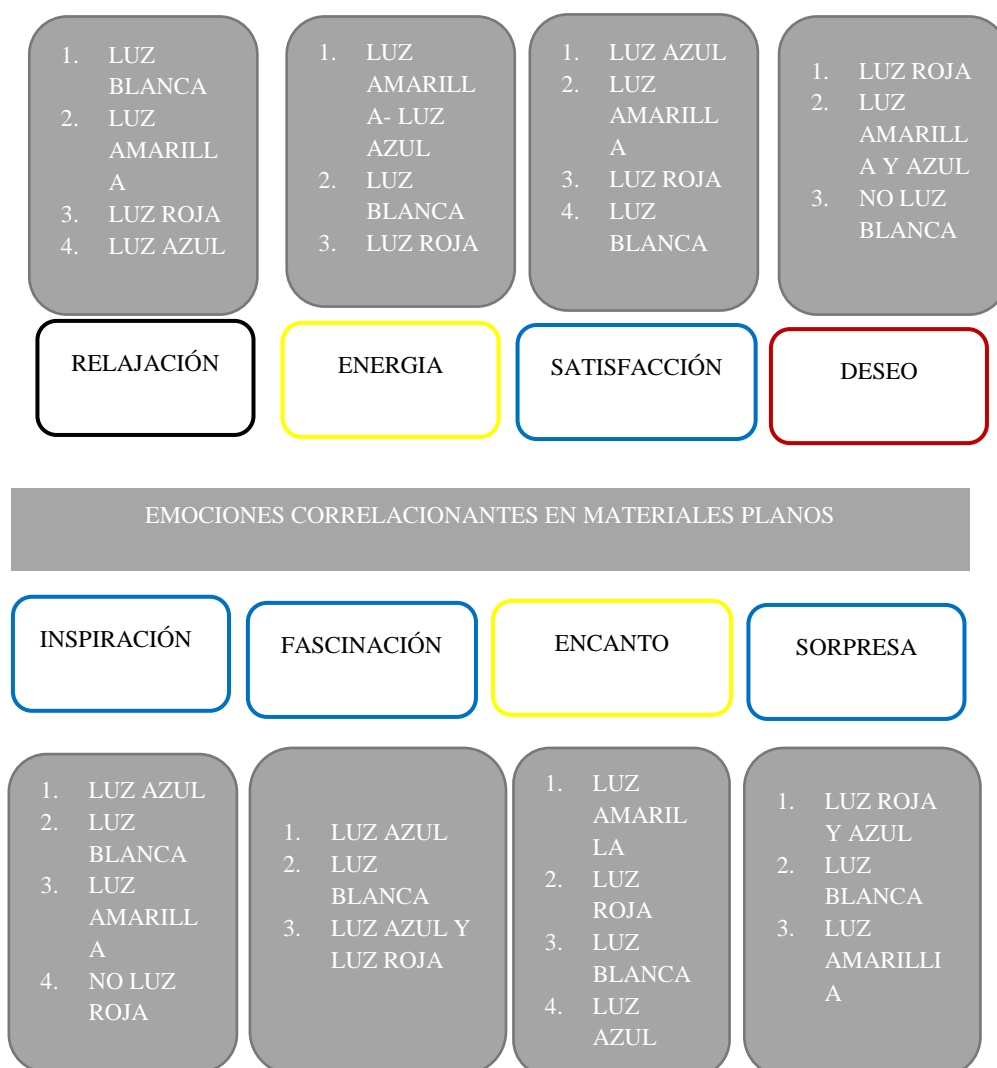 1. LUZ
BLANCA
2. LUZ
AMARILL
A
3. LUZ ROJA
4. LUZ AZUL
1. LUZ
AMARILL
A- LUZ
AZUL
2. LUZ
BLANCA
3. LUZ ROJA
1. LUZ AZUL
2. LUZ
AMARILL
A
3. LUZ ROJA
4. LUZ
BLANCA
1. LUZ ROJA
2. LUZ
AMARILL
A Y AZUL
3. NO LUZ
BLANCA
RELAJACIÓN
ENERGIA
SATISFACCIÓN
DESEO
EMOCIONES CORRELACIONANTES EN MATERIALES PLANOS
INSPIRACIÓN
FASCINACIÓN
ENCANTO
SORPRESA
1. LUZ AZUL
2. LUZ
BLANCA
3. LUZ
AMARILL
A
4. NO LUZ
ROJA
1. LUZ AZUL
2. LUZ
BLANCA
3. LUZ AZUL Y
LUZ ROJA
1. LUZ
AMARIL
LA
2. LUZ
ROJA
3. LUZ
BLANCA
4. LUZ
AZUL
1. LUZ ROJA
Y AZUL
2. LUZ
BLANCA
3. LUZ
AMARILLI
A